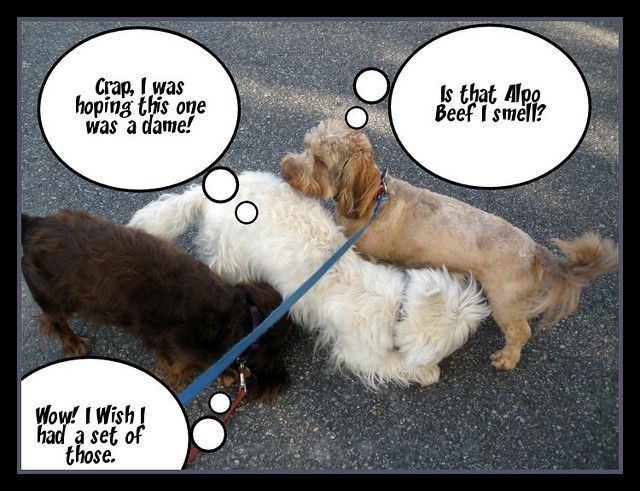 Crap, I was
hoping this one
was a dame!
Is that Alpo
Beef I smell?
Wow! I Wish I
had a set of
those.